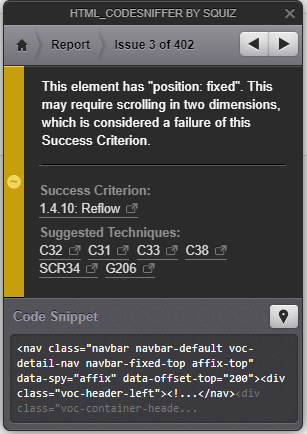 HTML_CODESNIFFER BY SQUIZ
Report Issue 3 of 402
This element has "position: fixed". This
may require scrolling in two dimensions,
which is considered a failure of this
Success Criterion.
Success Criterion:
1.4.10: Reflow
Suggested Techniques:
C32 C31 C33 C38
SCR34 G206
Code Snippet
<nav class="navbar navbar-default voc-
detail-nav navbar-fixed-top affix-top"
data-spy="affix" data-offset-top="200"><div
class="voc-header-left"><!...</nav><div
class="voc-container-heade...